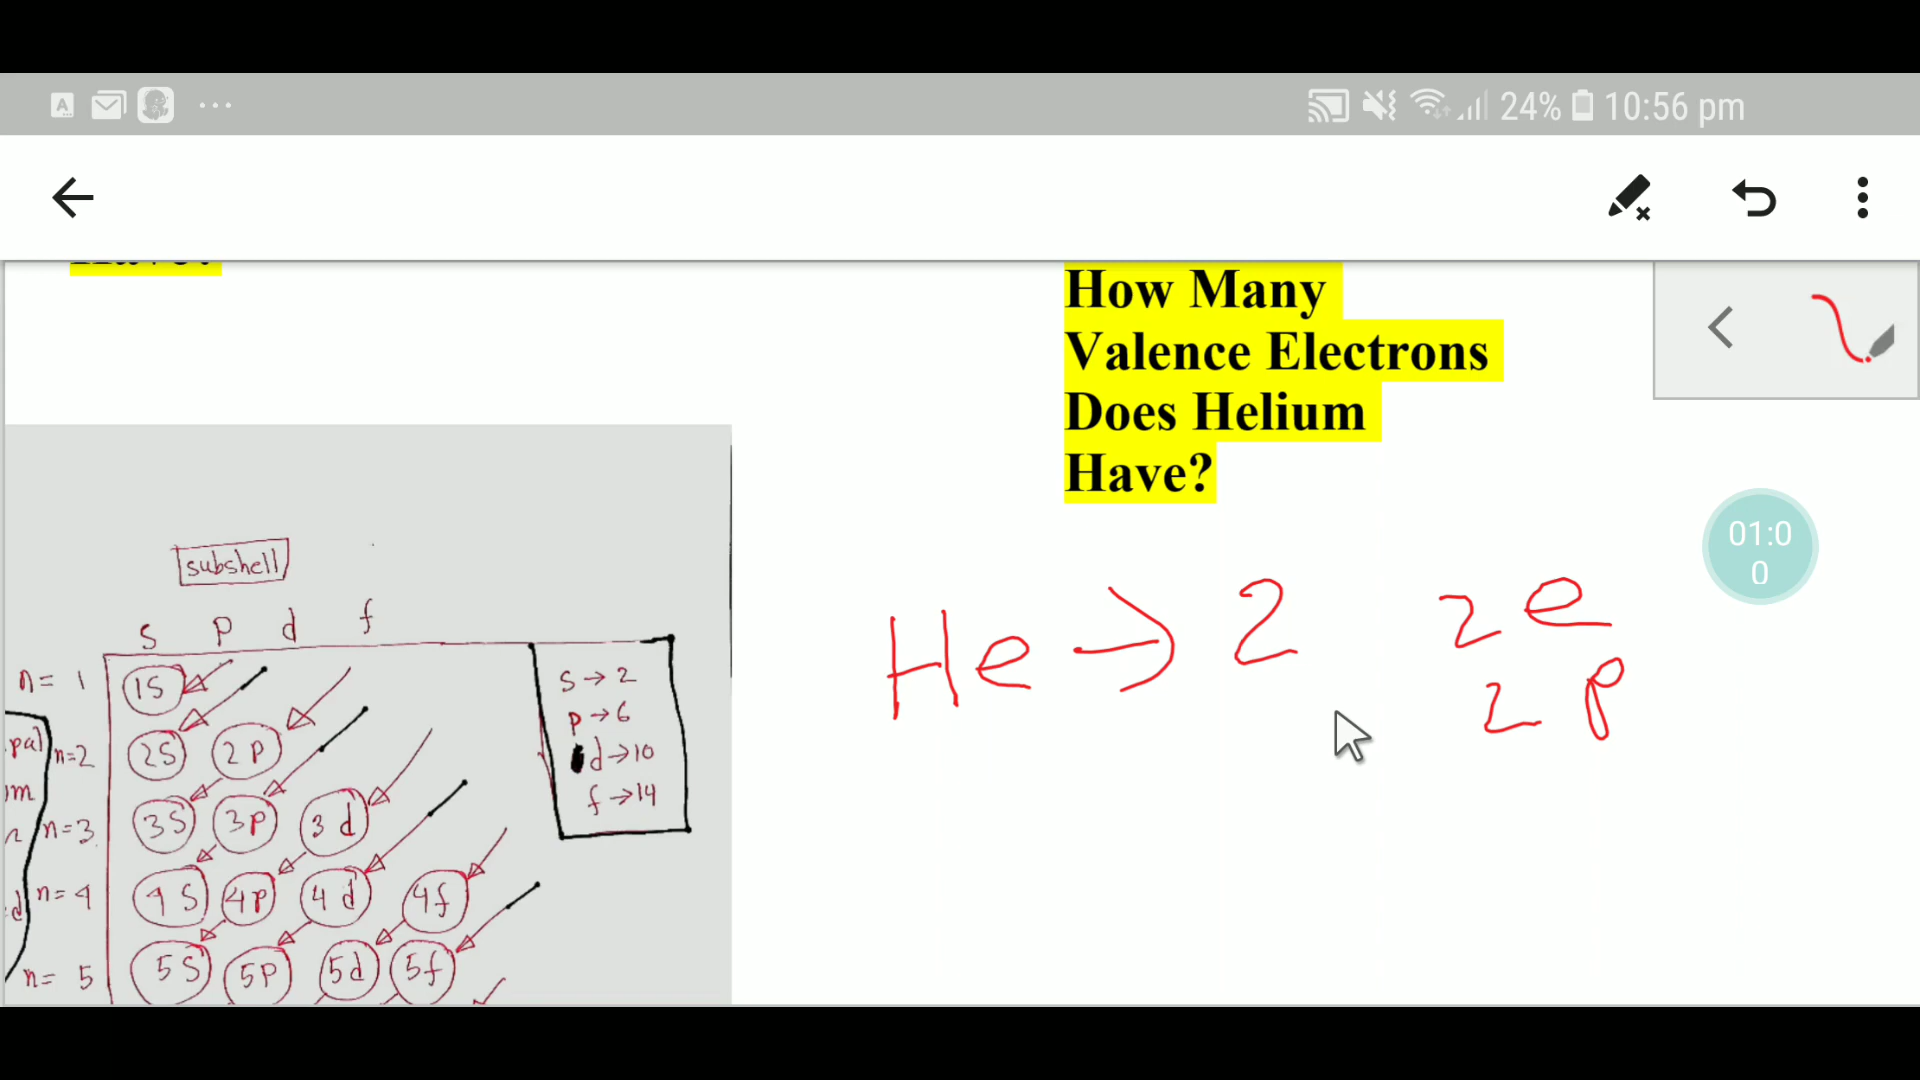 24% 10:56 pm
How Many
Valence Electrons
Does Helium
Have?
01:0
0
He → 2
2 e
2 p
subshell
s p d f
n = 1 1S
n=2 2S 2P
n=3 3S 3P 3d
n=4 4S 4P 4d 4f
n= 5 5S 5P 5d 5f
s → 2
p → 6
d → 10
f → 14